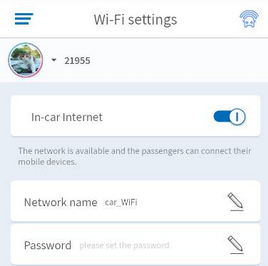 Wi-Fi settings
21955
In-car Internet
The network is available and the passengers can connect their
mobile devices.
Network name car_WiFi
Password please set the password